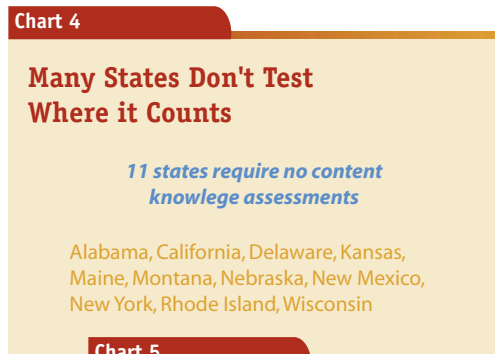 Chart 4
Many States Don't Test
Where it Counts
11 states require no content
knowlege assessments
Alabama, California, Delaware, Kansas,
Maine, Montana, Nebraska, New Mexico,
New York, Rhode Island, Wisconsin
Chart 5